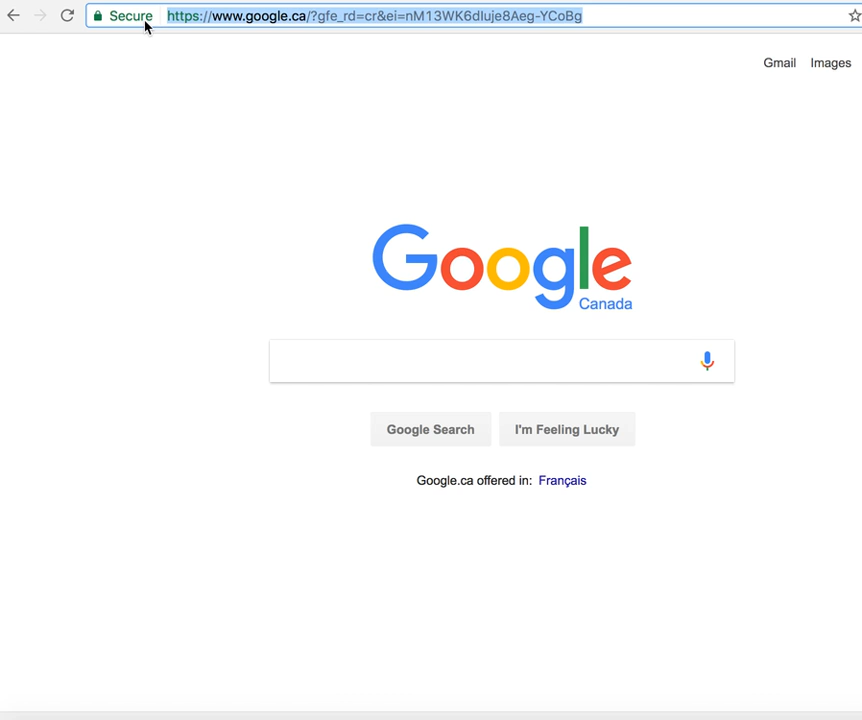 Secure https://www.google.ca/?gfe_rd=cr&ei=nM13WK6dIuje8Aeg-YCoBg
Gmail Images
Google
Canada
Google Search I'm Feeling Lucky
Google.ca offered in: Français